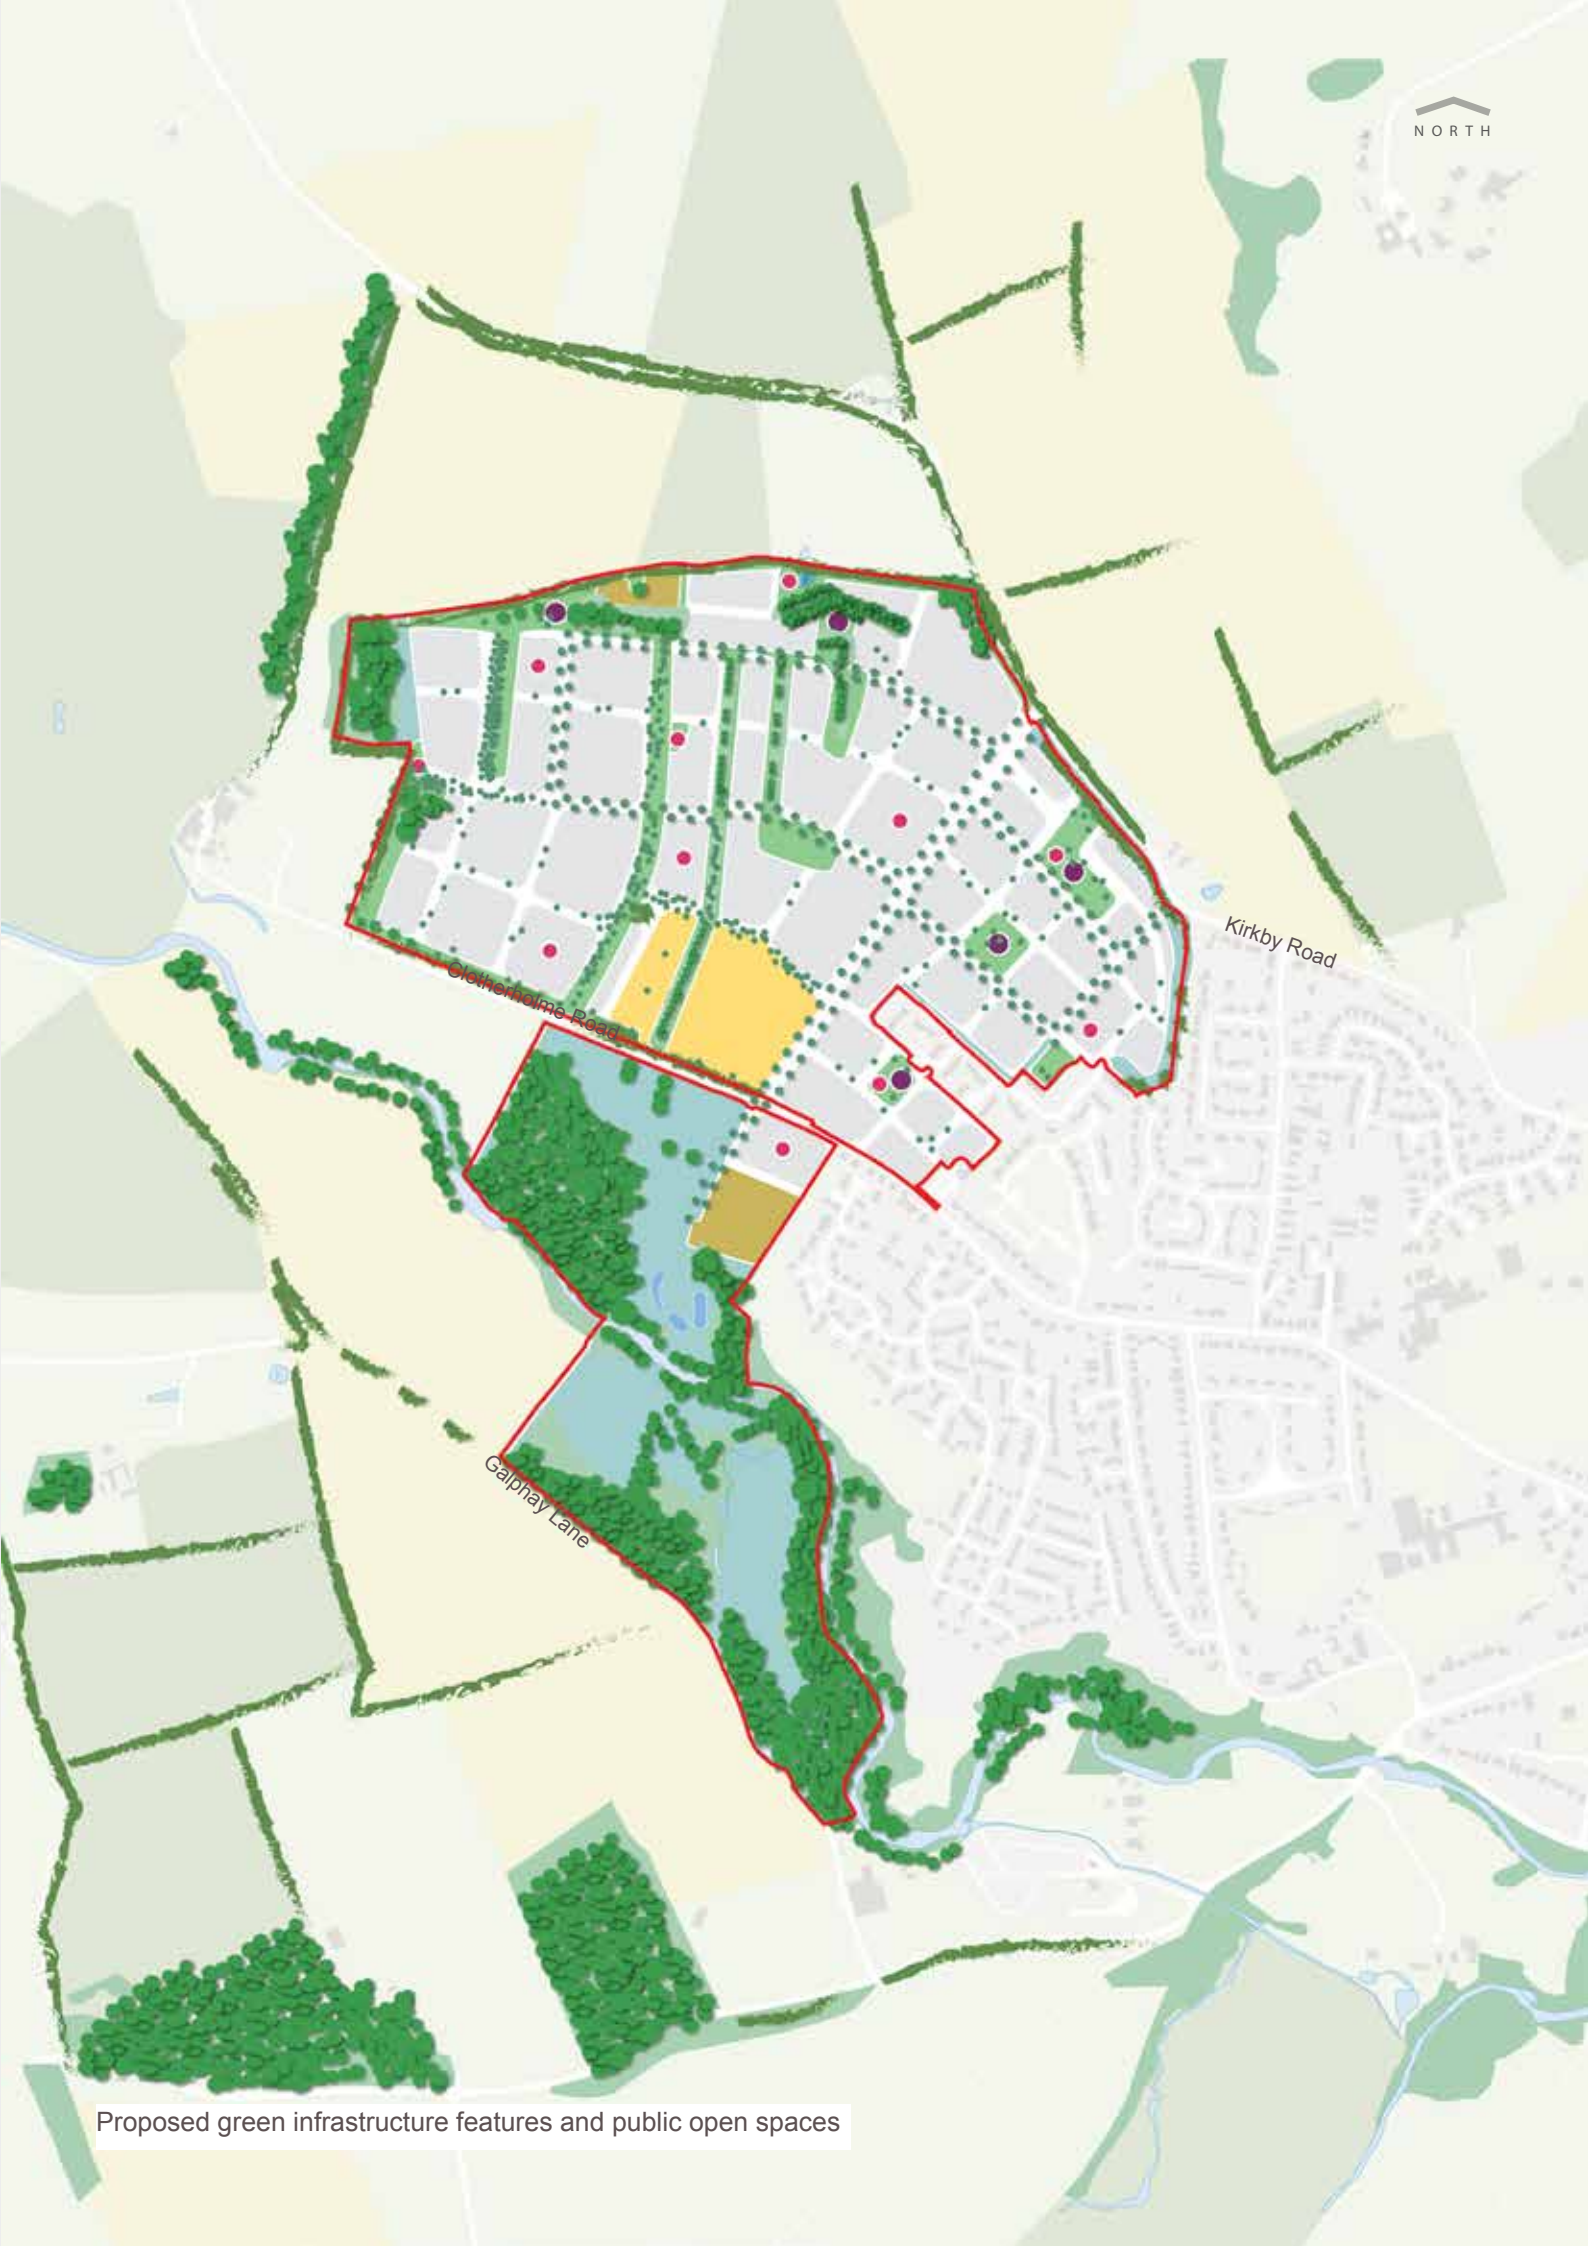 NORTH
Kirkby Road
Clotherholme Road
Galphay Lane
Proposed green infrastructure features and public open spaces